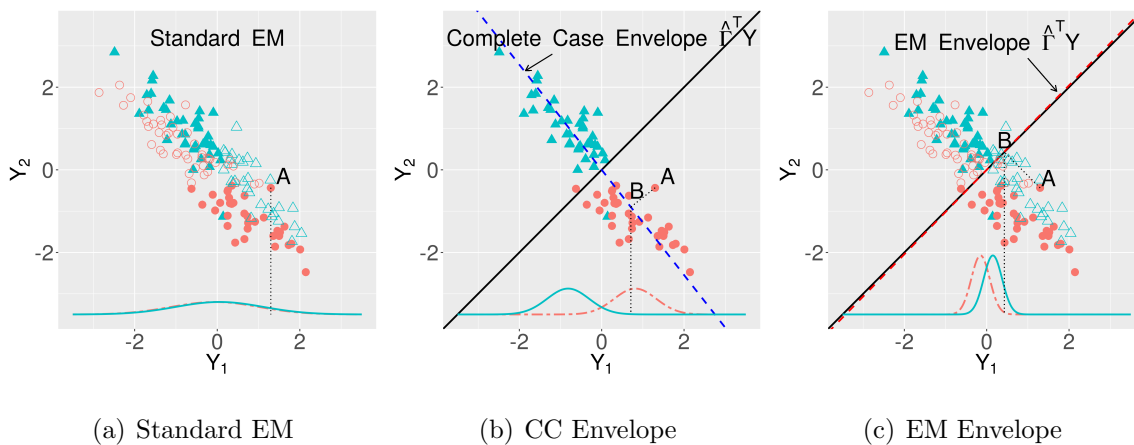 Standard EM
Y2
2
0
-2
A
-2
0
2
Y1
(a) Standard EM
Complete Case Envelope Γ̂ᵀY
Y2
2
0
-2
A
B
-2
0
2
Y1
(b) CC Envelope
EM Envelope Γ̂ᵀY
Y2
2
0
-2
B
A
-2
0
2
Y1
(c) EM Envelope